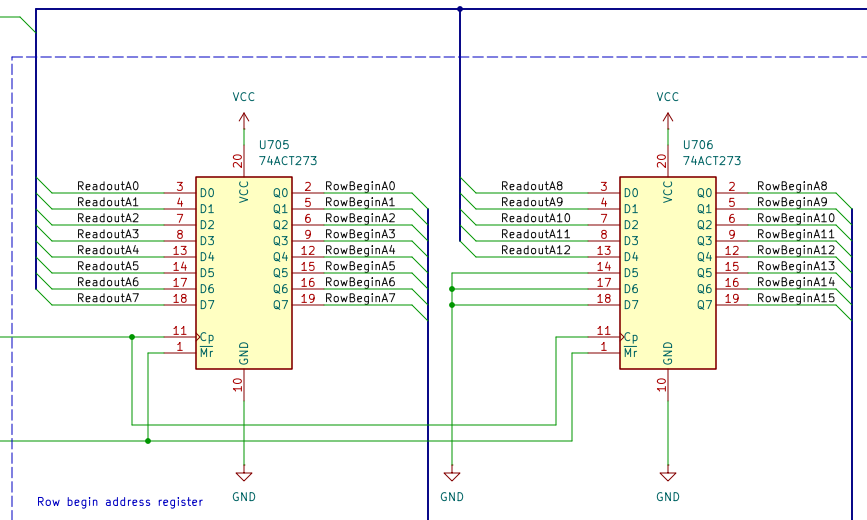 VCC
VCC
U705
74ACT273
U706
74ACT273
20
VCC
20
VCC
ReadoutA0 3 D0 Q0 2 RowBeginA0
ReadoutA1 4 D1 Q1 5 RowBeginA1
ReadoutA2 7 D2 Q2 6 RowBeginA2
ReadoutA3 8 D3 Q3 9 RowBeginA3
ReadoutA4 13 D4 Q4 12 RowBeginA4
ReadoutA5 14 D5 Q5 15 RowBeginA5
ReadoutA6 17 D6 Q6 16 RowBeginA6
ReadoutA7 18 D7 Q7 19 RowBeginA7
11 Cp
1 Mr
GND
10
ReadoutA8 3 D0 Q0 2 RowBeginA8
ReadoutA9 4 D1 Q1 5 RowBeginA9
ReadoutA10 7 D2 Q2 6 RowBeginA10
ReadoutA11 8 D3 Q3 9 RowBeginA11
ReadoutA12 13 D4 Q4 12 RowBeginA12
14 D5 Q5 15 RowBeginA13
17 D6 Q6 16 RowBeginA14
18 D7 Q7 19 RowBeginA15
11 Cp
1 Mr
GND
10
GND
GND
GND
Row begin address register